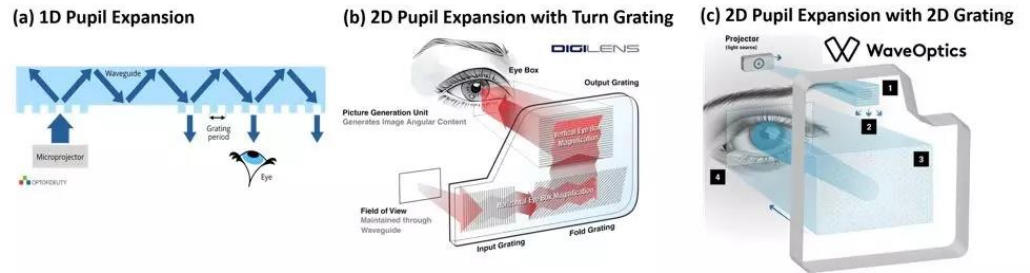 (a) 1D Pupil Expansion
Waveguide
Grating
period
Microprojector
Eye
OPTOFIDELITY
(b) 2D Pupil Expansion with Turn Grating
DIGILENS
Eye Box
Output Grating
Picture Generation Unit
Generates Image Angular Content
Vertical Eye Box
Magnification
Horizontal Eye Box Magnification
Field of View
Maintained through
Waveguide
Input Grating
Fold Grating
(c) 2D Pupil Expansion with 2D Grating
Projector
(light source)
WaveOptics
1
2
3
4